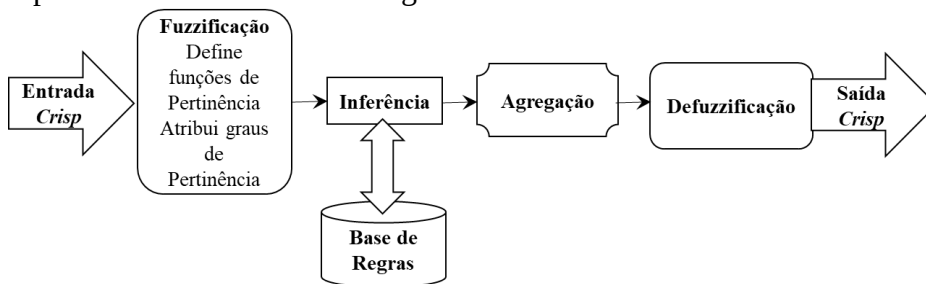 Fuzzificação
Define
funções de
Pertinência
Atribui graus
de
Pertinência
Entrada
Crisp
Inferência
Agregação
Defuzzificação
Saída
Crisp
Base de
Regras